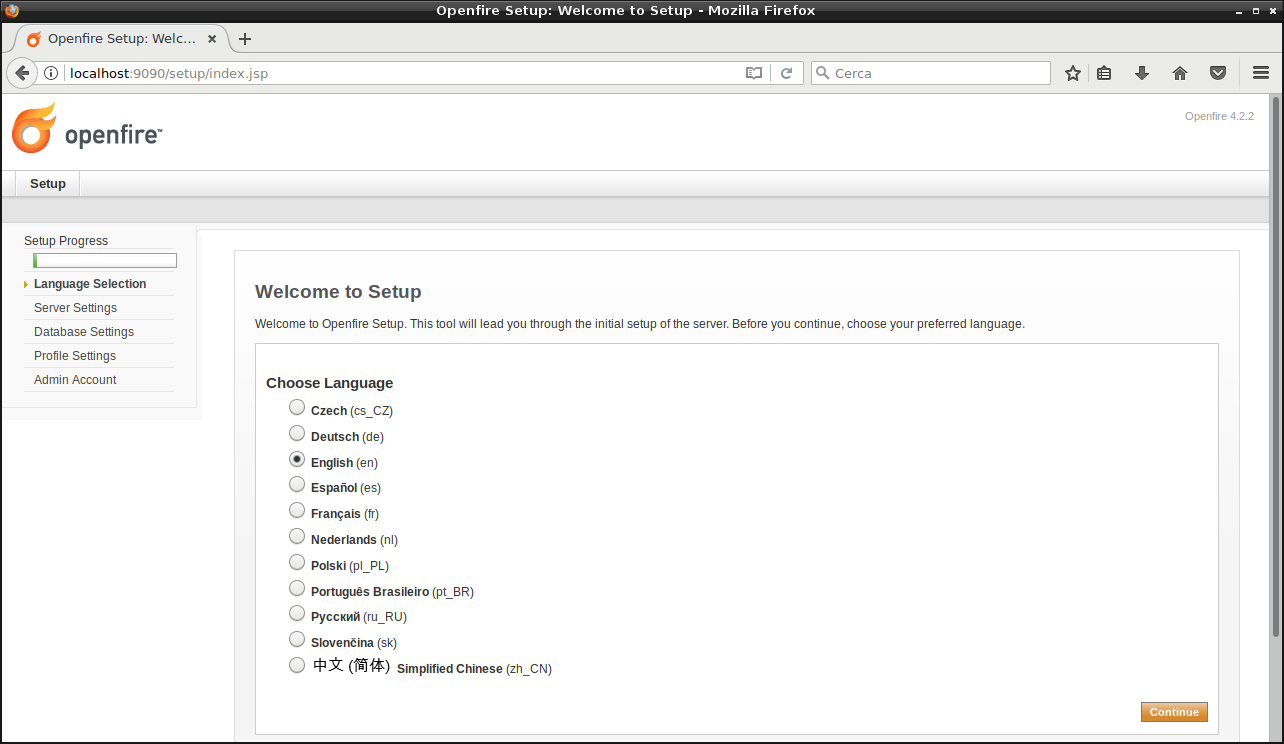 Openfire Setup: Welcome to Setup - Mozilla Firefox
Openfire Setup: Welc...
localhost:9090/setup/index.jsp
Cerca
openfire™
Openfire 4.2.2
Setup
Setup Progress
Language Selection
Server Settings
Database Settings
Profile Settings
Admin Account
Welcome to Setup
Welcome to Openfire Setup. This tool will lead you through the initial setup of the server. Before you continue, choose your preferred language.
Choose Language
Czech (cs_CZ)
Deutsch (de)
English (en)
Español (es)
Français (fr)
Nederlands (nl)
Polski (pl_PL)
Português Brasileiro (pt_BR)
Русский (ru_RU)
Slovenčina (sk)
中文 (简体) Simplified Chinese (zh_CN)
Continue